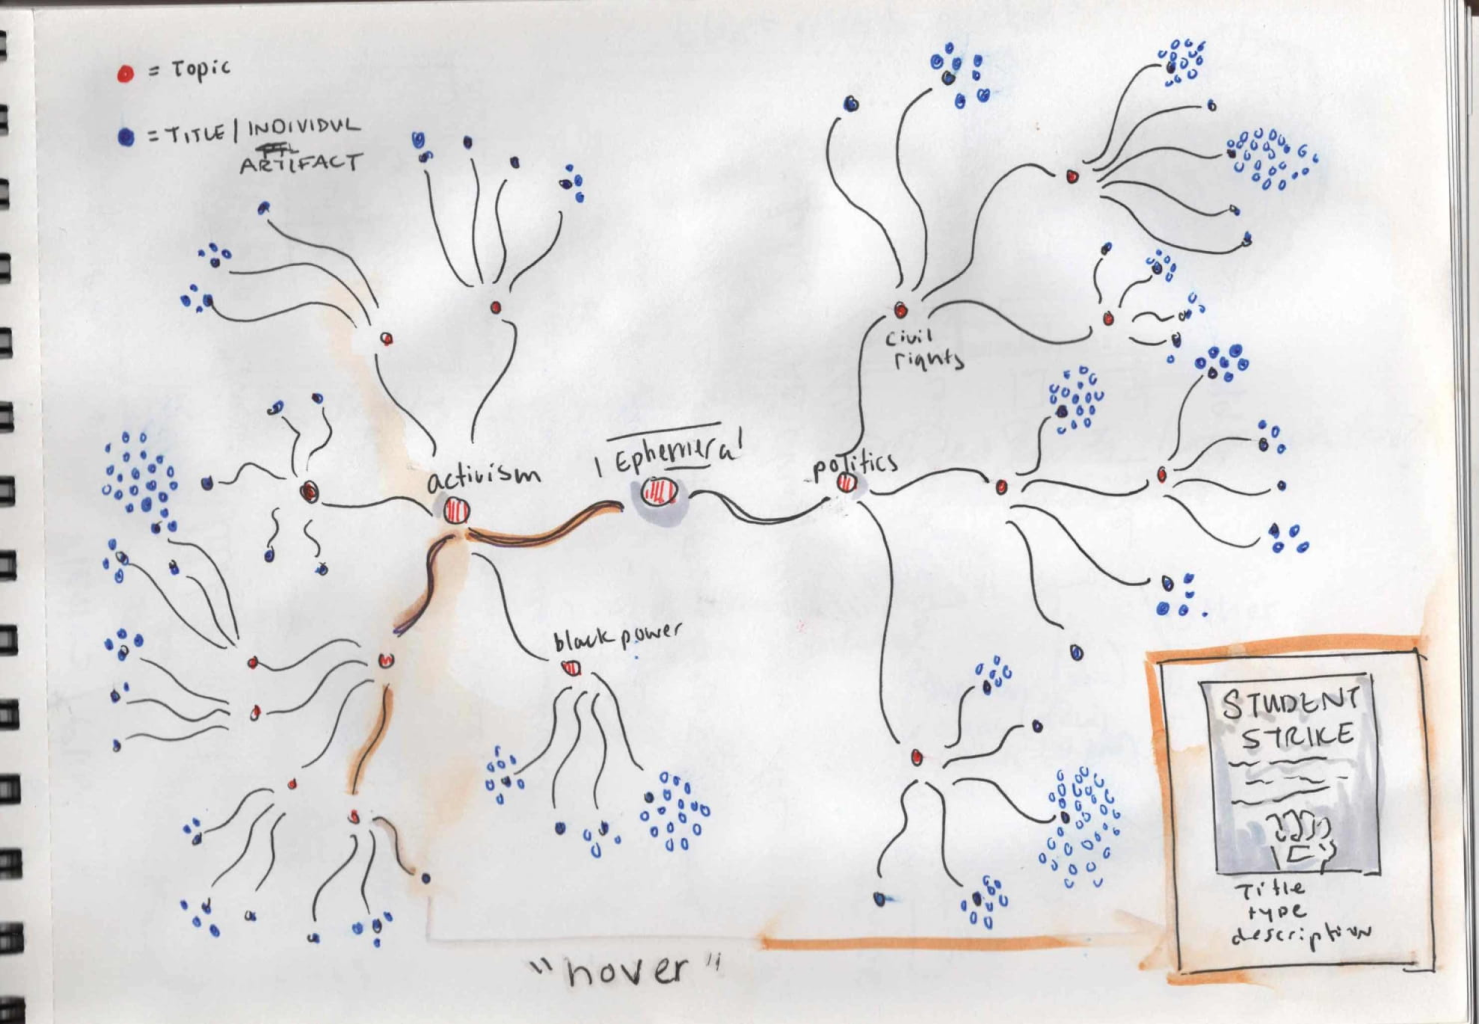 = Topic
= TITLE / INDIVIDUL
ARTIFACT
activism
Ephemeral
politics
civil
rights
black power
"hover"
STUDENT
STRIKE
Title
type
description